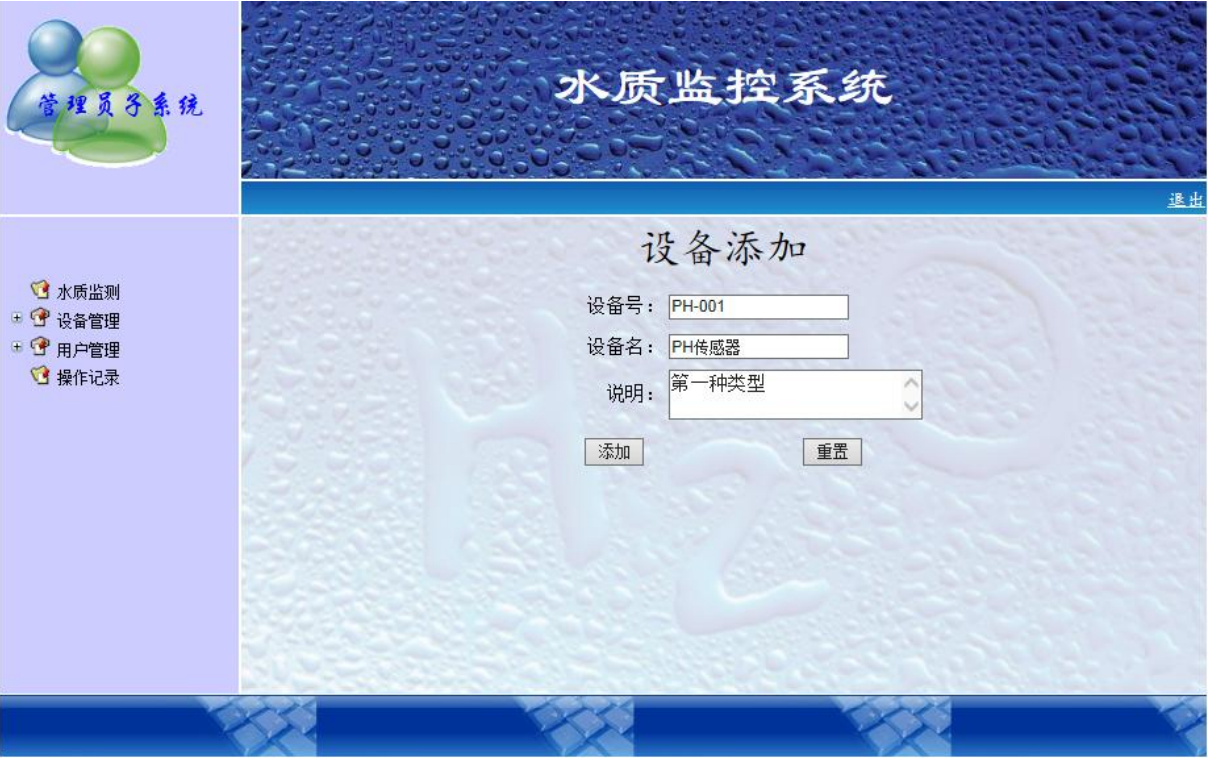 管理员子系统
水质监控系统
退出
水质监测
设备管理
用户管理
操作记录
设备添加
设备号： PH-001
设备名： PH传感器
说明： 第一种类型
添加 重置
H2O